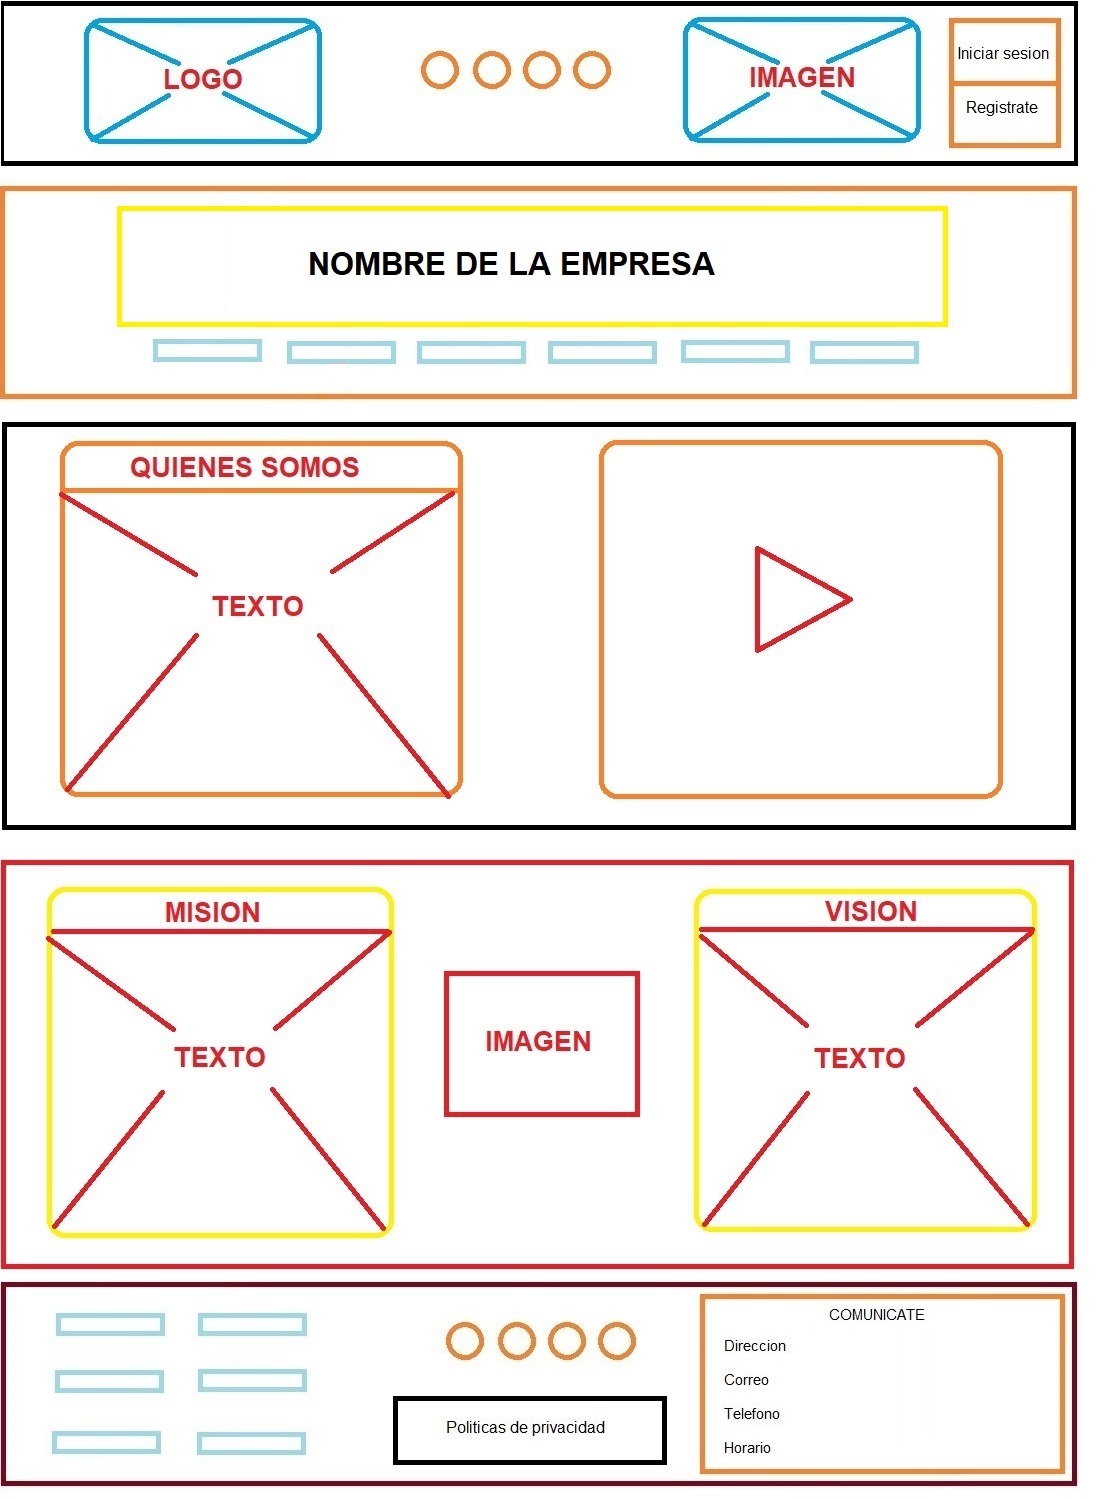 LOGO
IMAGEN
Iniciar sesion
Registrate
NOMBRE DE LA EMPRESA
QUIENES SOMOS
TEXTO
MISION
TEXTO
IMAGEN
VISION
TEXTO
Politicas de privacidad
COMUNICATE
Direccion
Correo
Telefono
Horario